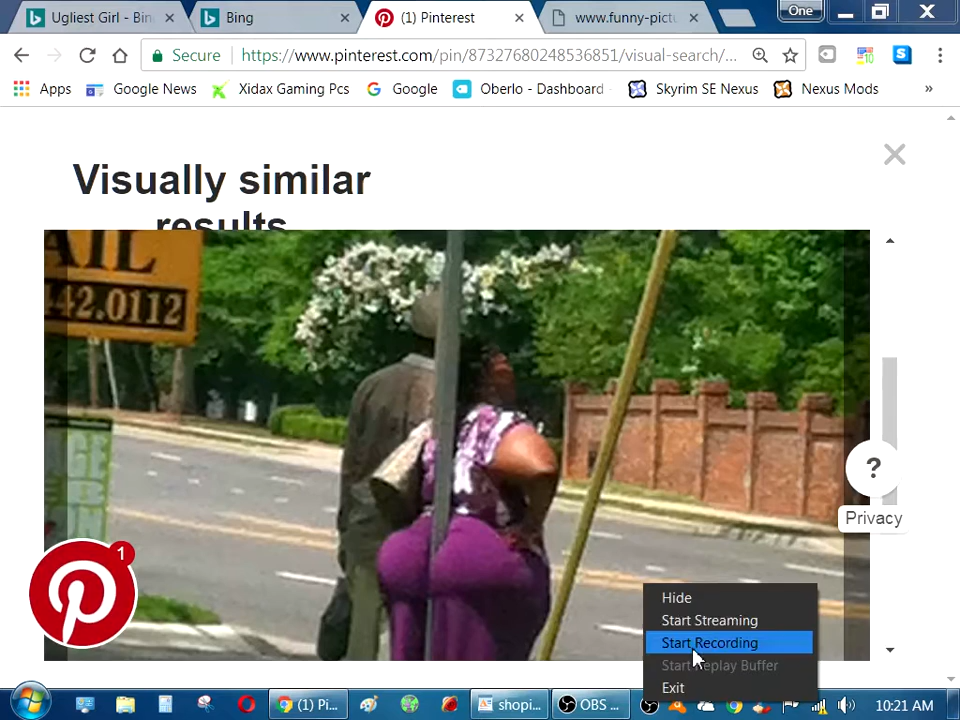 Ugliest Girl - Bin
Bing
(1) Pinterest
www.funny-pictu
One
Secure
https://www.pinterest.com/pin/87327680248536851/visual-search/...
Apps
Google News
Xidax Gaming Pcs
Google
Oberlo - Dashboard
Skyrim SE Nexus
Nexus Mods
»
Visually similar
results
AIL
442.0112
?
Privacy
1
Hide
Start Streaming
Start Recording
Start Replay Buffer
Exit
(1) Pi...
shopi...
OBS ...
10:21 AM